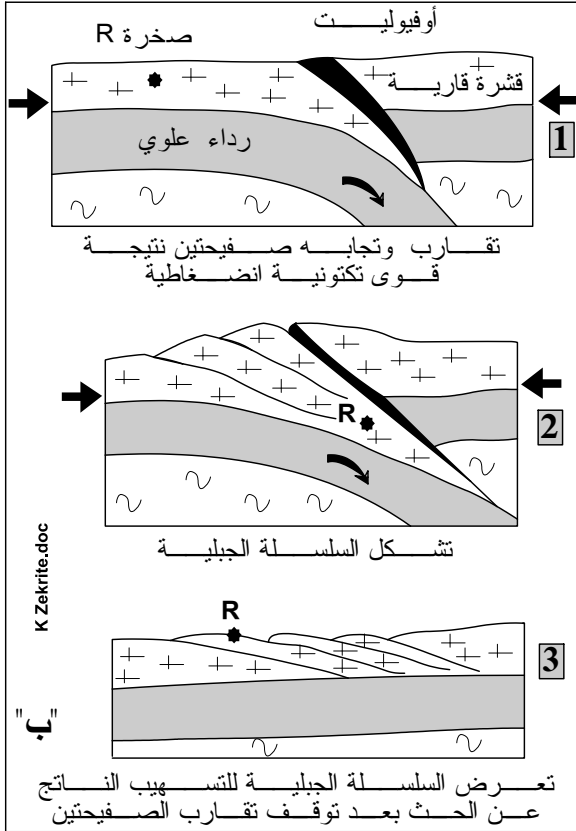 أوفيوليت
صخرة R
قشرة قارية
رداء علوي
1
تقارب وتجابه صفيحتين نتيجة
قوى تكتونية انضغاطية
R
2
تشكل السلسلة الجبلية
K Zekrite.doc
R
3
"ب"
تعرض السلسلة الجبلية للتسهيب الناتج
عن الحث بعد توقف تقارب الصفيحتين